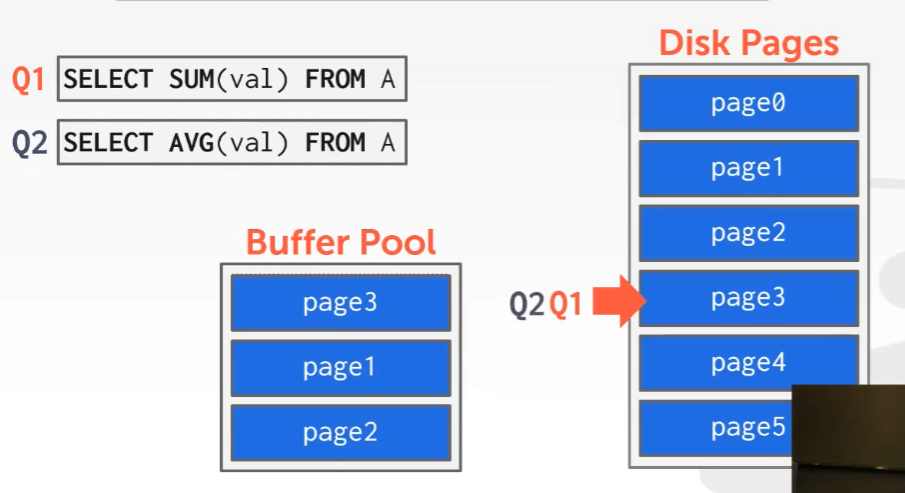 Disk Pages
Q1 SELECT SUM(val) FROM A
Q2 SELECT AVG(val) FROM A
page0
page1
page2
page3
page4
page5
Buffer Pool
page3
page1
page2
Q2 Q1